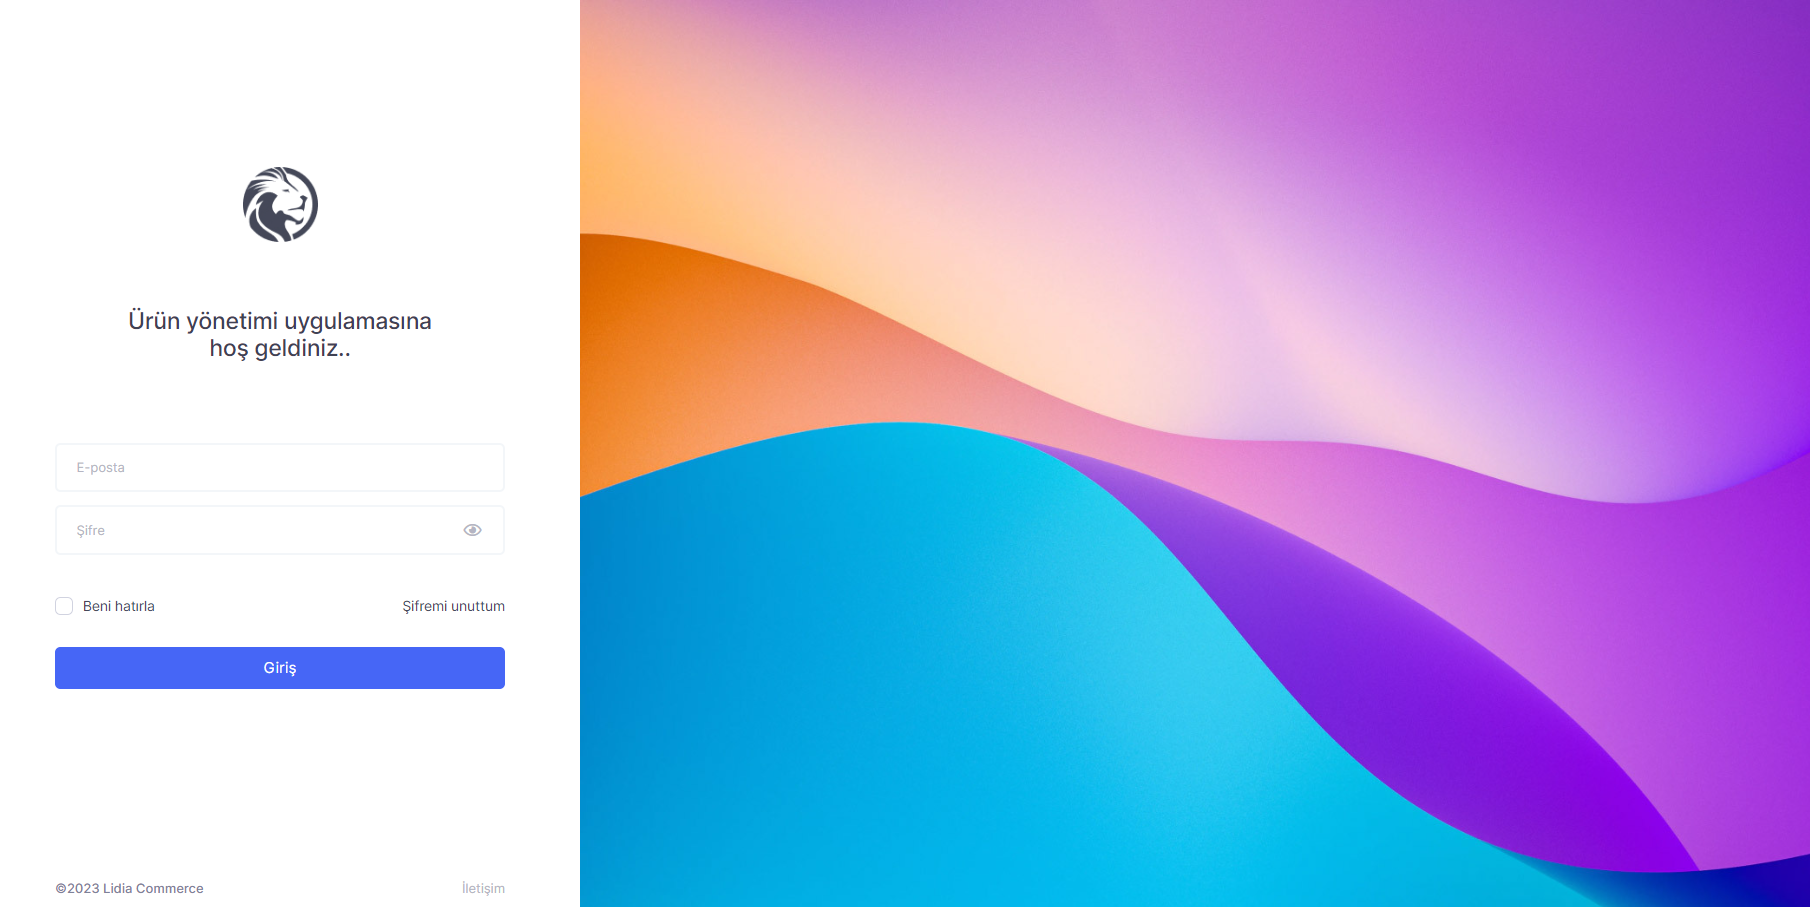 Ürün yönetimi uygulamasına
hoş geldiniz..
E-posta
Şifre
Beni hatırla
Şifremi unuttum
Giriş
©2023 Lidia Commerce
İletişim